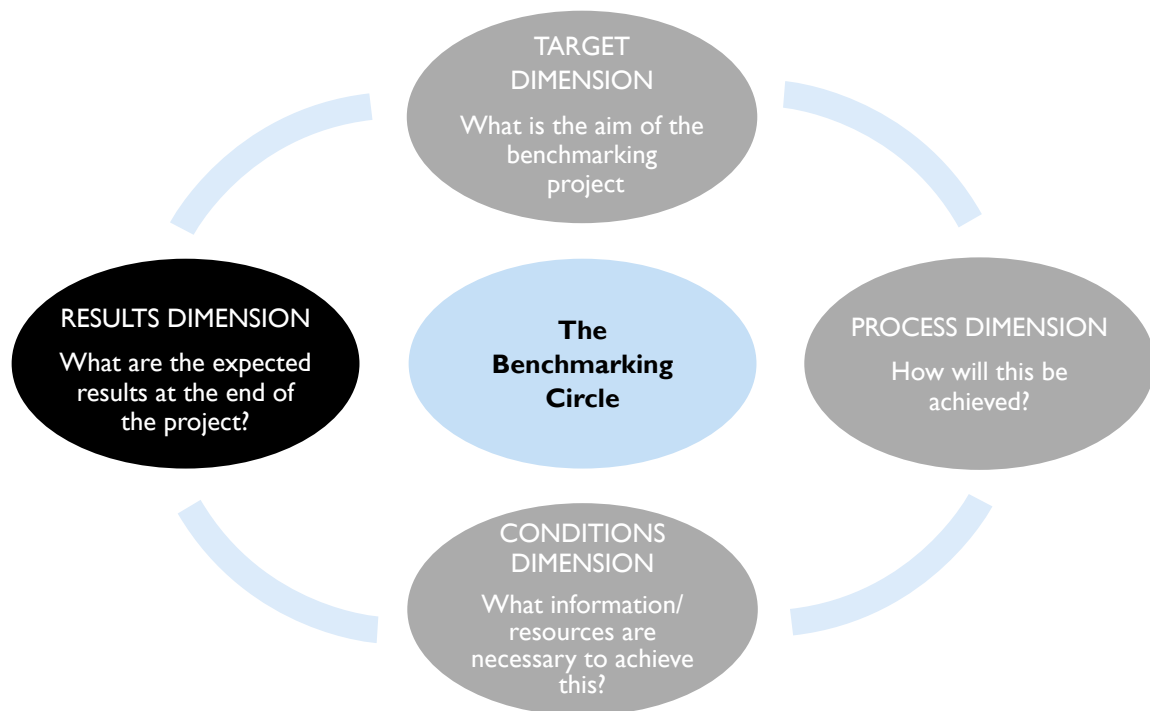 TARGET
DIMENSION
What is the aim of the
benchmarking
project
RESULTS DIMENSION
What are the expected
results at the end of
the project?
The
Benchmarking
Circle
PROCESS DIMENSION
How will this be
achieved?
CONDITIONS
DIMENSION
What information/
resources are
necessary to achieve
this?